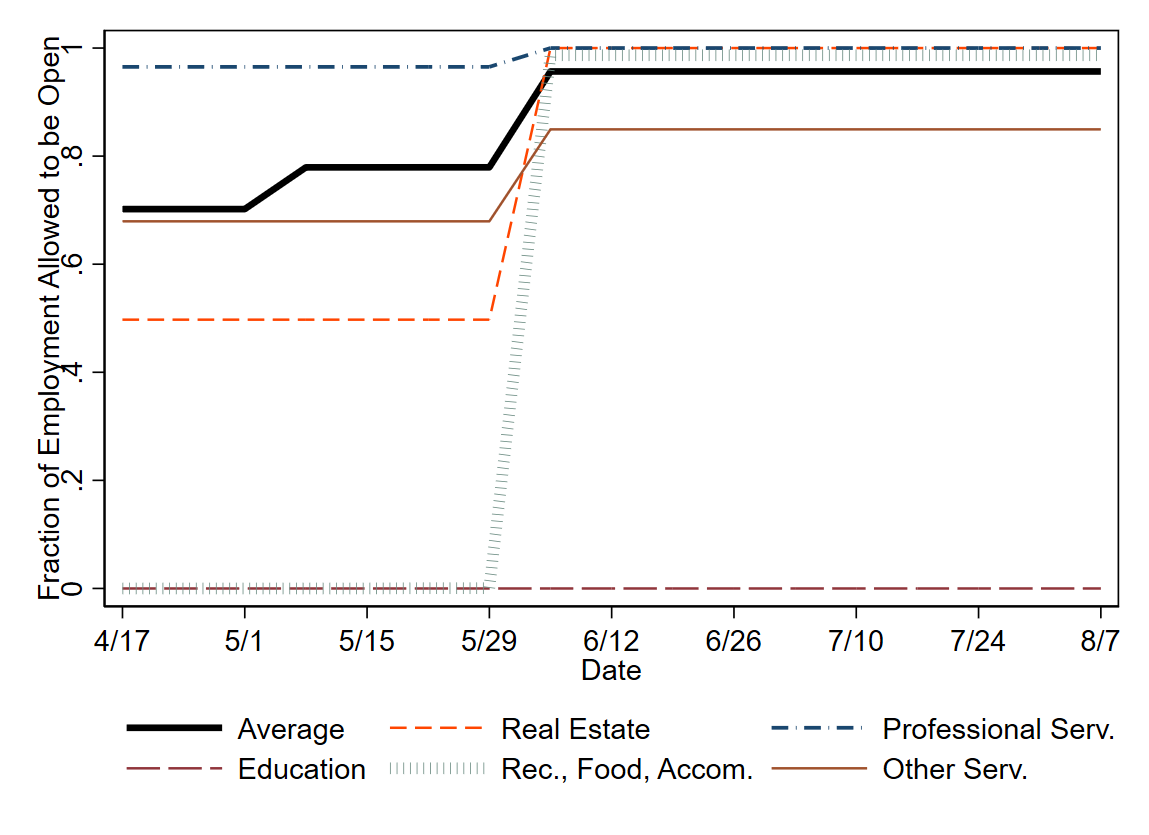 Fraction of Employment Allowed to be Open
1
.8
.6
.4
.2
0
4/17 5/1 5/15 5/29 6/12 6/26 7/10 7/24 8/7
Date
Average Real Estate Professional Serv.
Education Rec., Food, Accom. Other Serv.